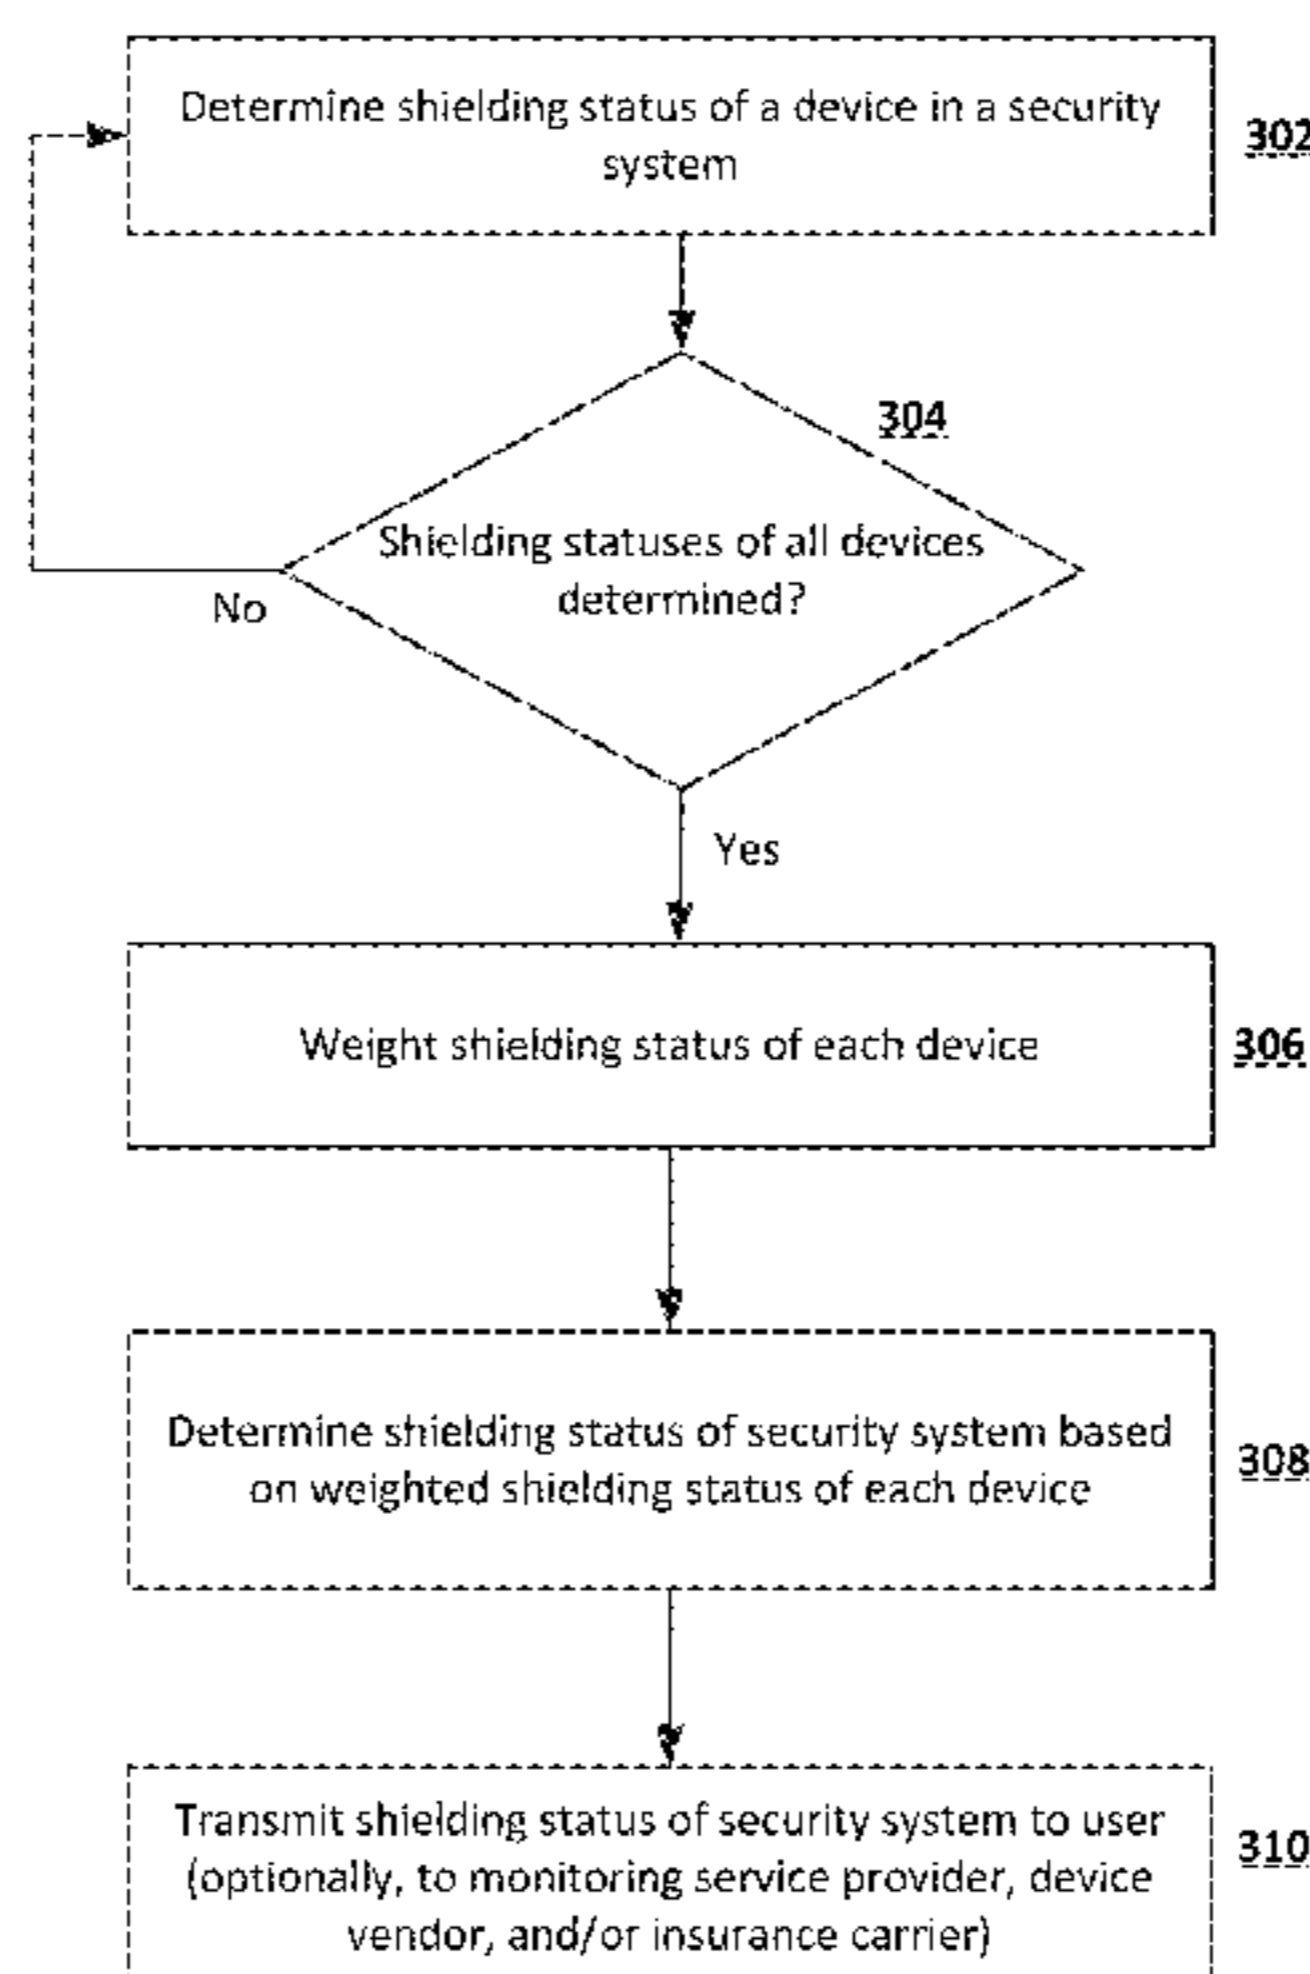 Determine shielding status of a device in a security
system
302
304
Shielding statuses of all devices
determined?
No
Yes
Weight shielding status of each device
306
Determine shielding status of security system based
on weighted shielding status of each device
308
Transmit shielding status of security system to user
(optionally, to monitoring service provider, device
vendor, and/or insurance carrier)
310